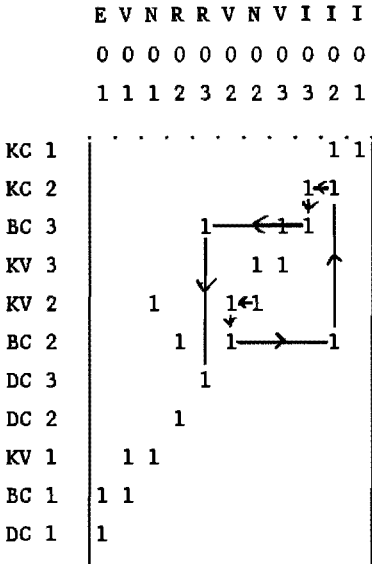 E V N R R V N V I I I
0 0 0 0 0 0 0 0 0 0 0
1 1 1 2 3 2 2 3 3 2 1
KC 1 1 1
KC 2 1 1
BC 3 1 1 1
KV 3 1 1
KV 2 1 1 1
BC 2 1 1 1
DC 3 1
DC 2 1
KV 1 1 1
BC 1 1 1
DC 1 1